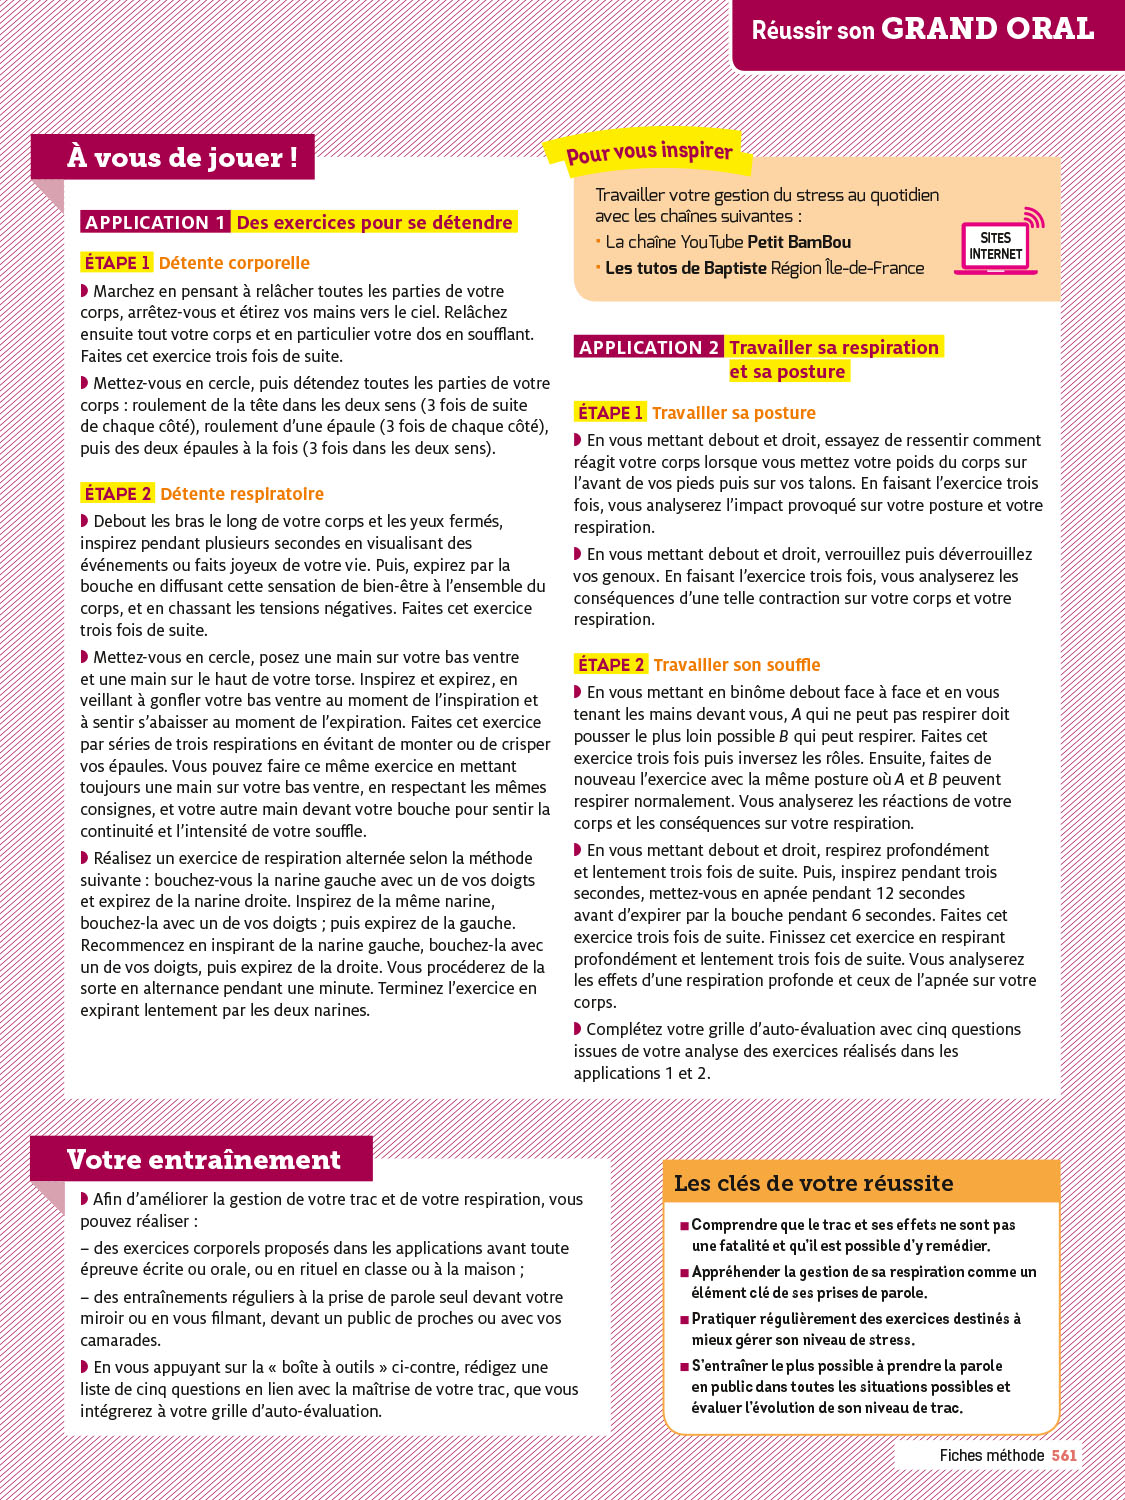 Réussir son GRAND ORAL
À vous de jouer !
APPLICATION 1 Des exercices pour se détendre
ÉTAPE 1 Détente corporelle
◗ Marchez en pensant à relâcher toutes les parties de votre
corps, arrêtez-vous et étirez vos mains vers le ciel. Relâchez
ensuite tout votre corps et en particulier votre dos en soufflant.
Faites cet exercice trois fois de suite.
◗ Mettez-vous en cercle, puis détendez toutes les parties de votre
corps : roulement de la tête dans les deux sens (3 fois de suite
de chaque côté), roulement d’une épaule (3 fois de chaque côté),
puis des deux épaules à la fois (3 fois dans les deux sens).
ÉTAPE 2 Détente respiratoire
◗ Debout les bras le long de votre corps et les yeux fermés,
inspirez pendant plusieurs secondes en visualisant des
événements ou faits joyeux de votre vie. Puis, expirez par la
bouche en diffusant cette sensation de bien-être à l’ensemble du
corps, et en chassant les tensions négatives. Faites cet exercice
trois fois de suite.
◗ Mettez-vous en cercle, posez une main sur votre bas ventre
et une main sur le haut de votre torse. Inspirez et expirez, en
veillant à gonfler votre bas ventre au moment de l’inspiration et
à sentir s’abaisser au moment de l’expiration. Faites cet exercice
par séries de trois respirations en évitant de monter ou de crisper
vos épaules. Vous pouvez faire ce même exercice en mettant
toujours une main sur votre bas ventre, en respectant les mêmes
consignes, et votre autre main devant votre bouche pour sentir la
continuité et l’intensité de votre souffle.
◗ Réalisez un exercice de respiration alternée selon la méthode
suivante : bouchez-vous la narine gauche avec un de vos doigts
et expirez de la narine droite. Inspirez de la même narine,
bouchez-la avec un de vos doigts ; puis expirez de la gauche.
Recommencez en inspirant de la narine gauche, bouchez-la avec
un de vos doigts, puis expirez de la droite. Vous procéderez de la
sorte en alternance pendant une minute. Terminez l’exercice en
expirant lentement par les deux narines.
Pour vous inspirer
Travailler votre gestion du stress au quotidien
avec les chaînes suivantes :
• La chaîne YouTube Petit BamBou
• Les tutos de Baptiste Région Île-de-France
SITES
INTERNET
APPLICATION 2 Travailler sa respiration
et sa posture
ÉTAPE 1 Travailler sa posture
◗ En vous mettant debout et droit, essayez de ressentir comment
réagit votre corps lorsque vous mettez votre poids du corps sur
l’avant de vos pieds puis sur vos talons. En faisant l’exercice trois
fois, vous analyserez l’impact provoqué sur votre posture et votre
respiration.
◗ En vous mettant debout et droit, verrouillez puis déverrouillez
vos genoux. En faisant l’exercice trois fois, vous analyserez les
conséquences d’une telle contraction sur votre corps et votre
respiration.
ÉTAPE 2 Travailler son souffle
◗ En vous mettant en binôme debout face à face et en vous
tenant les mains devant vous, A qui ne peut pas respirer doit
pousser le plus loin possible B qui peut respirer. Faites cet
exercice trois fois puis inversez les rôles. Ensuite, faites de
nouveau l’exercice avec la même posture où A et B peuvent
respirer normalement. Vous analyserez les réactions de votre
corps et les conséquences sur votre respiration.
◗ En vous mettant debout et droit, respirez profondément
et lentement trois fois de suite. Puis, inspirez pendant trois
secondes, mettez-vous en apnée pendant 12 secondes
avant d’expirer par la bouche pendant 6 secondes. Faites cet
exercice trois fois de suite. Finissez cet exercice en respirant
profondément et lentement trois fois de suite. Vous analyserez
les effets d’une respiration profonde et ceux de l’apnée sur votre
corps.
◗ Complétez votre grille d’auto-évaluation avec cinq questions
issues de votre analyse des exercices réalisés dans les
applications 1 et 2.
Votre entraînement
◗ Afin d’améliorer la gestion de votre trac et de votre respiration, vous
pouvez réaliser :
– des exercices corporels proposés dans les applications avant toute
épreuve écrite ou orale, ou en rituel en classe ou à la maison ;
– des entraînements réguliers à la prise de parole seul devant votre
miroir ou en vous filmant, devant un public de proches ou avec vos
camarades.
◗ En vous appuyant sur la « boîte à outils » ci-contre, rédigez une
liste de cinq questions en lien avec la maîtrise de votre trac, que vous
intégrerez à votre grille d’auto-évaluation.
Les clés de votre réussite
■ Comprendre que le trac et ses effets ne sont pas
une fatalité et qu’il est possible d’y remédier.
■ Appréhender la gestion de sa respiration comme un
élément clé de ses prises de parole.
■ Pratiquer régulièrement des exercices destinés à
mieux gérer son niveau de stress.
■ S’entraîner le plus possible à prendre la parole
en public dans toutes les situations possibles et
évaluer l’évolution de son niveau de trac.
Fiches méthode 561